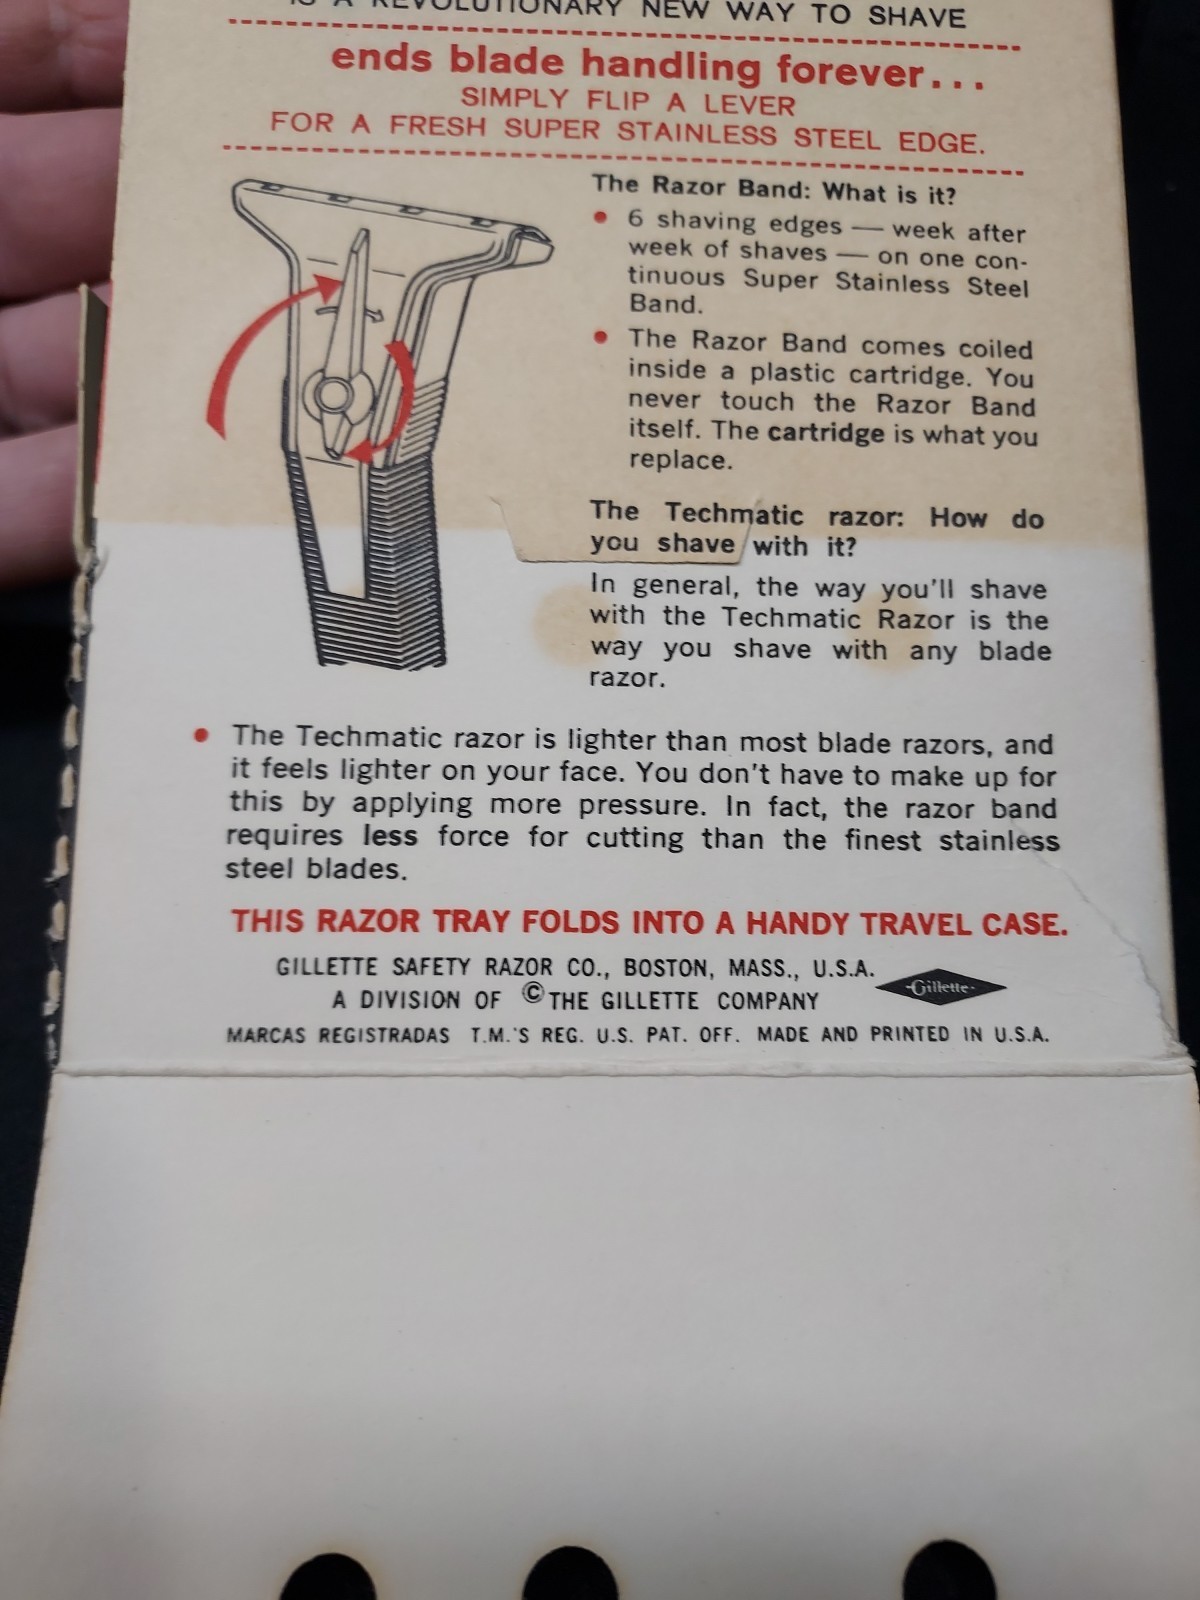 IS A REVOLUTIONARY NEW WAY TO SHAVE
ends blade handling forever...
SIMPLY FLIP A LEVER
FOR A FRESH SUPER STAINLESS STEEL EDGE.
The Razor Band: What is it?
• 6 shaving edges — week after
week of shaves — on one con-
tinuous Super Stainless Steel
Band.
• The Razor Band comes coiled
inside a plastic cartridge. You
never touch the Razor Band
itself. The cartridge is what you
replace.
The Techmatic razor: How do
you shave with it?
In general, the way you'll shave
with the Techmatic Razor is the
way you shave with any blade
razor.
• The Techmatic razor is lighter than most blade razors, and
it feels lighter on your face. You don't have to make up for
this by applying more pressure. In fact, the razor band
requires less force for cutting than the finest stainless
steel blades.
THIS RAZOR TRAY FOLDS INTO A HANDY TRAVEL CASE.
GILLETTE SAFETY RAZOR CO., BOSTON, MASS., U.S.A.
A DIVISION OF © THE GILLETTE COMPANY
Gillette
MARCAS REGISTRADAS T.M.'S REG. U.S. PAT. OFF. MADE AND PRINTED IN U.S.A.